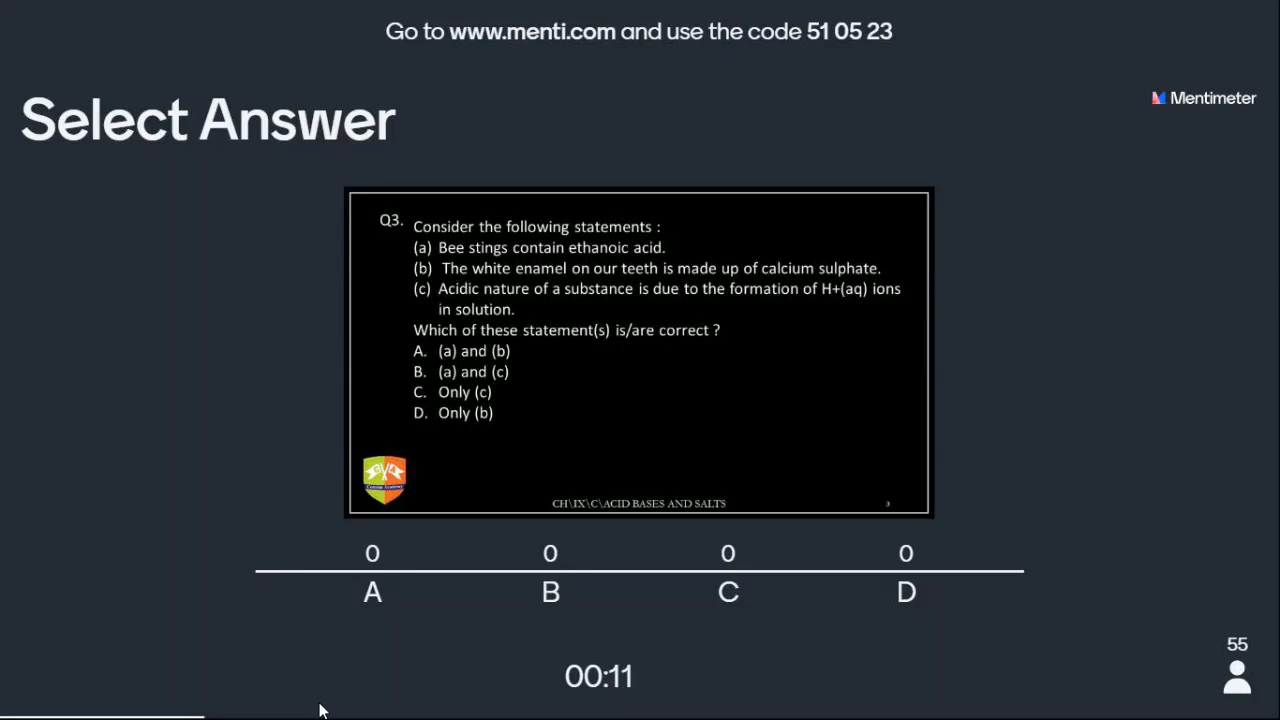 Go to www.menti.com and use the code 51 05 23
Select Answer
Mentimeter
Q3. Consider the following statements :
(a) Bee stings contain ethanoic acid.
(b) The white enamel on our teeth is made up of calcium sulphate.
(c) Acidic nature of a substance is due to the formation of H+(aq) ions
in solution.
Which of these statement(s) is/are correct ?
A. (a) and (b)
B. (a) and (c)
C. Only (c)
D. Only (b)
CH\IX\C\ACID BASES AND SALTS
3
0 0 0 0
A B C D
00:11
55